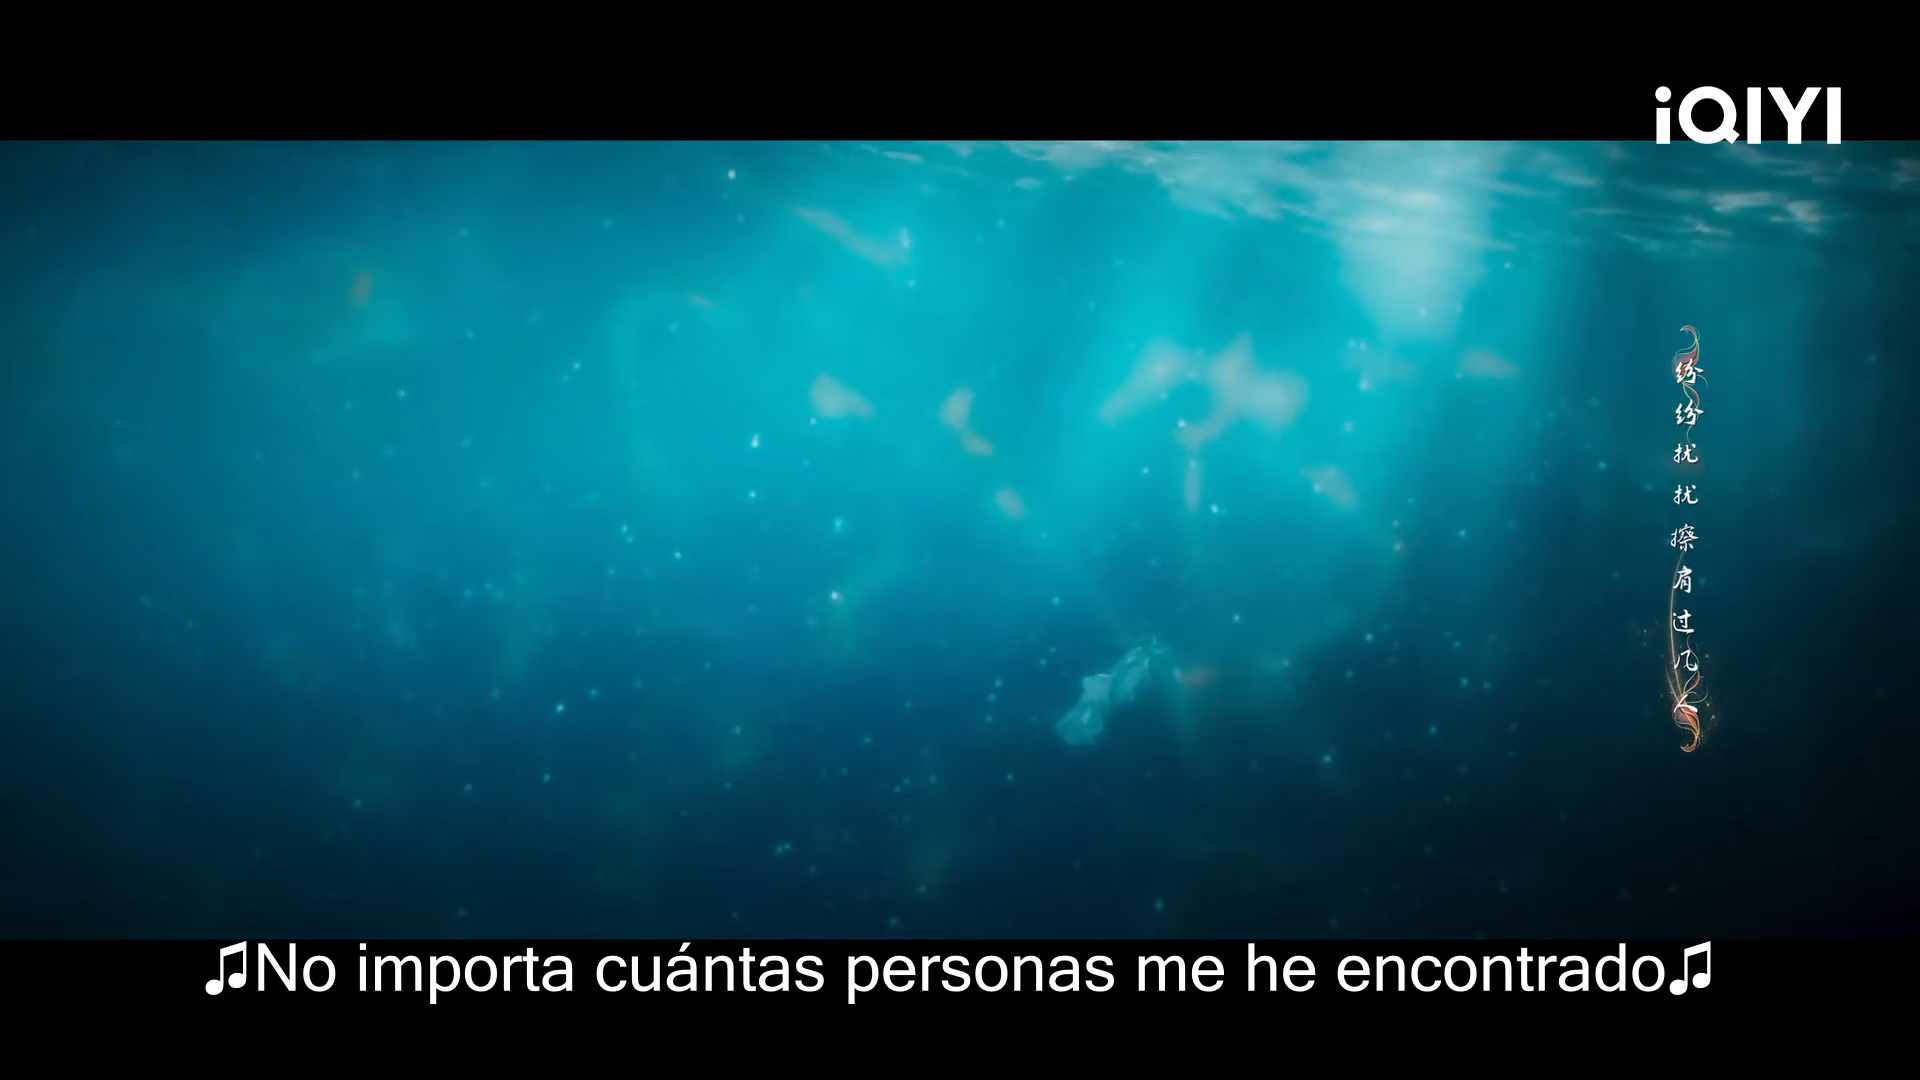 iQIYI
纷纷扰扰擦肩过几人
♫No importa cuántas personas me he encontrado♫